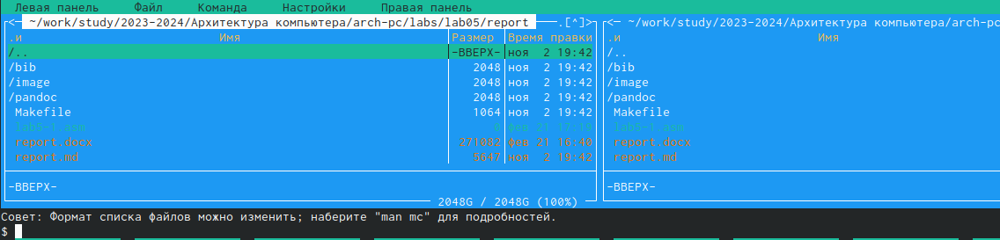 Левая панель Файл Команда Настройки Правая панель
<— ~/work/study/2023-2024/Архитектура компьютера/arch-pc/labs/lab05/report .[^]> <— ~/work/study/2023-2024/Архитектура компьютера/arch-pc
.и Имя Размер Время правки .и Имя
/.. -ВВЕРХ- ноя 2 19:42 /..
/bib 2048 ноя 2 19:42 /bib
/image 2048 ноя 2 19:42 /image
/pandoc 2048 ноя 2 19:42 /pandoc
Makefile 1064 ноя 2 19:42 Makefile
lab5-1.asm 0 фев 21 17:19 lab5-1.asm
report.docx 271082 фев 21 16:40 report.docx
report.md 5647 ноя 2 19:42 report.md
-ВВЕРХ- -ВВЕРХ-
2048G / 2048G (100%)
Совет: Формат списка файлов можно изменить; наберите "man mc" для подробностей.
$